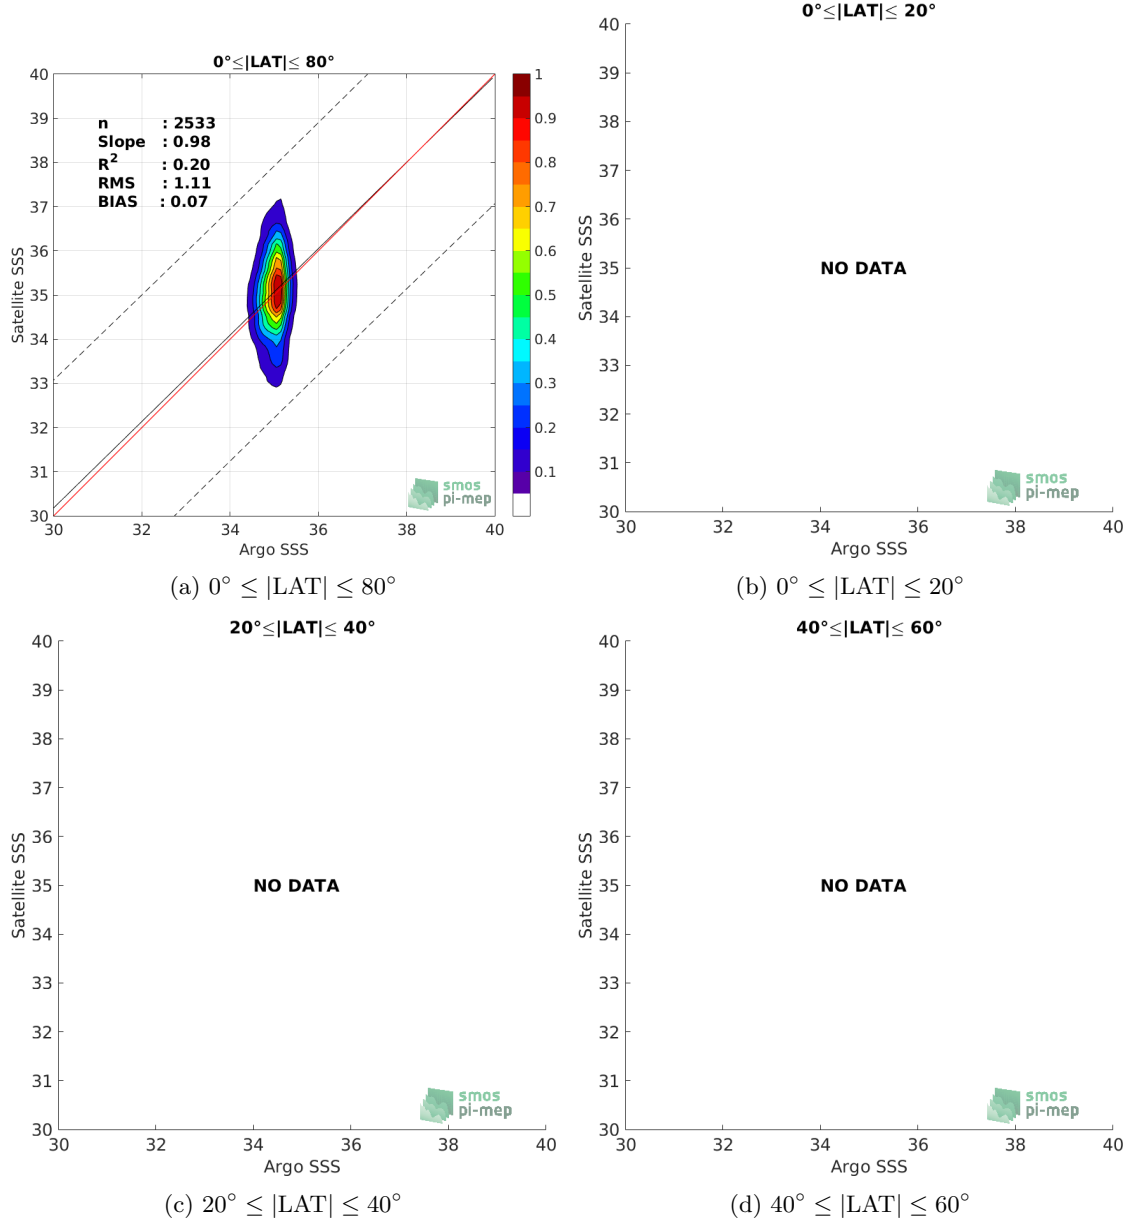 0°≤|LAT|≤ 80°
40
39
38
37
36
35
34
33
32
31
30
Satellite SSS
n : 2533
Slope : 0.98
R² : 0.20
RMS : 1.11
BIAS : 0.07
30 32 34 36 38 40
Argo SSS
smos
pi-mep
1
0.9
0.8
0.7
0.6
0.5
0.4
0.3
0.2
0.1
(a) 0° ≤ |LAT| ≤ 80°
0°≤|LAT|≤ 20°
40
39
38
37
36
35
34
33
32
31
30
Satellite SSS
NO DATA
smos
pi-mep
30 32 34 36 38 40
Argo SSS
(b) 0° ≤ |LAT| ≤ 20°
20°≤|LAT|≤ 40°
40
39
38
37
36
35
34
33
32
31
30
Satellite SSS
NO DATA
smos
pi-mep
30 32 34 36 38 40
Argo SSS
(c) 20° ≤ |LAT| ≤ 40°
40°≤|LAT|≤ 60°
40
39
38
37
36
35
34
33
32
31
30
Satellite SSS
NO DATA
smos
pi-mep
30 32 34 36 38 40
Argo SSS
(d) 40° ≤ |LAT| ≤ 60°